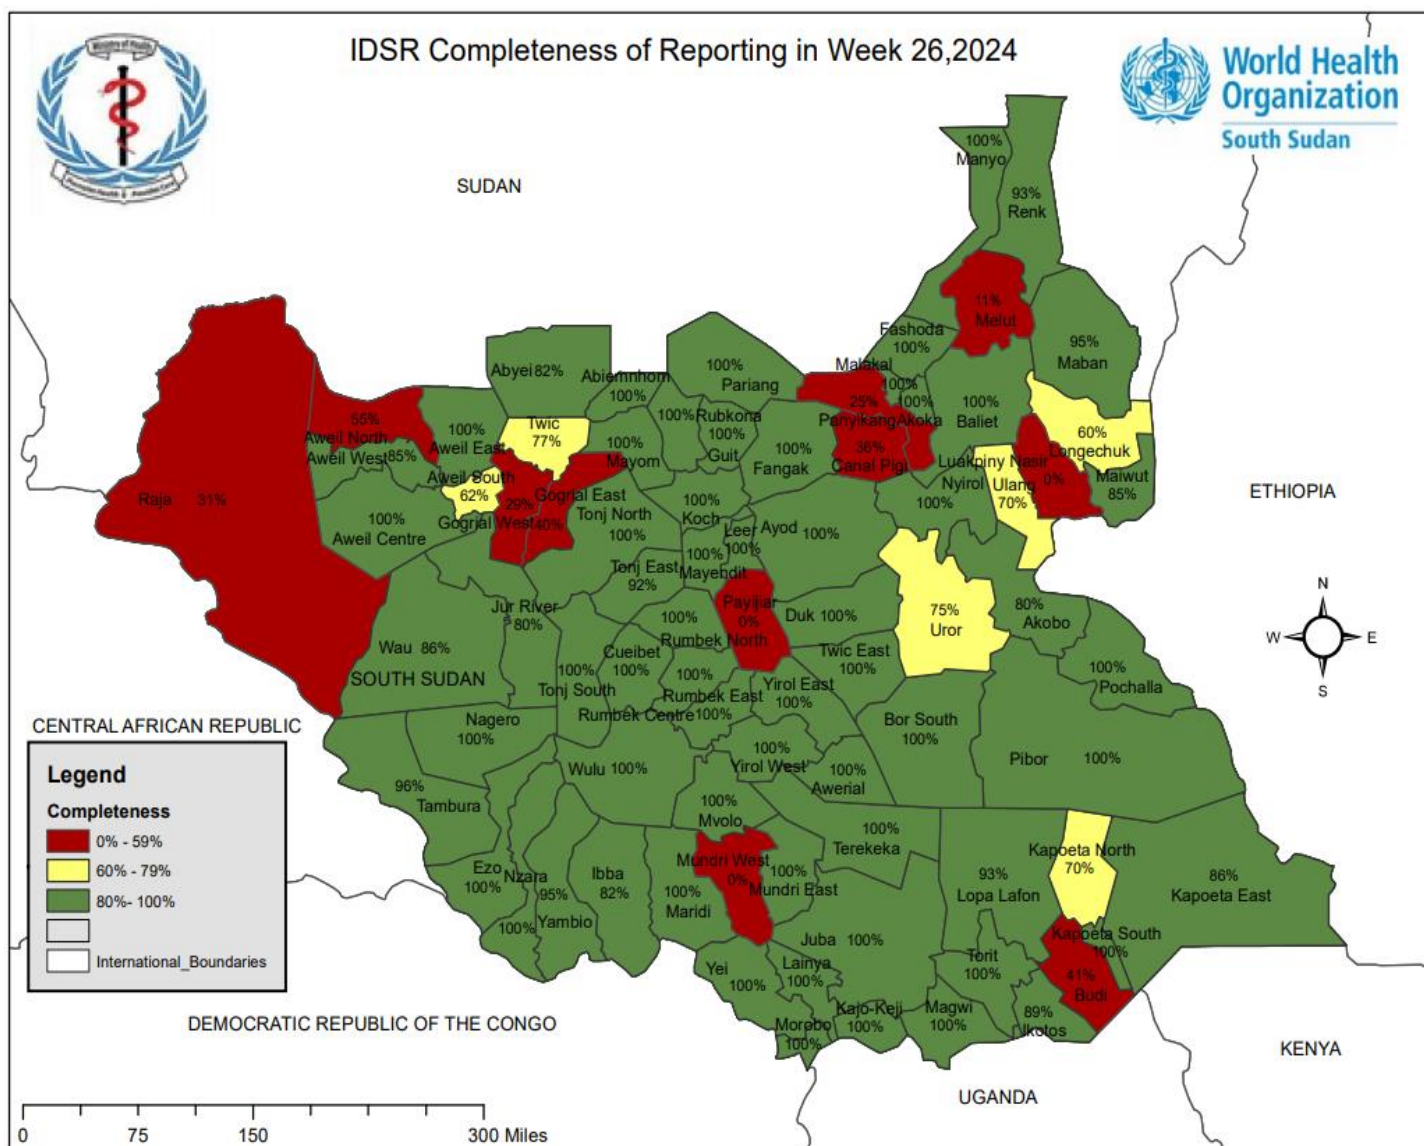 IDSR Completeness of Reporting in Week 26,2024
Ministry of Health
World Health
Organization
South Sudan
SUDAN
100%
Manyo
93%
Renk
11%
Melut
95%
Maban
Fashoda
100%
Malakal
100%
25%
Panyikang
100%
Akoka
100%
Baliet
60%
Longechuk
Maiwut
85%
Luakpiny Nasir
0%
Ulang
70%
Nyirol
100%
36%
Canal Pigi
Abyei 82%
Abiemnhom
100%
100%
Pariang
100%
Rubkona
100%
Guit
100%
Fangak
Twic
77%
100%
Mayom
55%
Aweil North
100%
Aweil East
Aweil West 85%
Aweil South
62%
29%
Gogrial West
Gogrial East
40%
Tonj North
100%
100%
Koch
Leer
100%
Ayod
100%
Raja 31%
100%
Aweil Centre
Tonj East
92%
100%
Mayendit
Payijiar
0%
Duk 100%
75%
Uror
80%
Akobo
100%
Pochalla
ETHIOPIA
N
W
E
S
Jur River
80%
Wau 86%
SOUTH SUDAN
Cueibet
100%
100%
Rumbek North
Twic East
100%
100%
Tonj South
100%
Rumbek East
Rumbek Centre 100%
Yirol East
100%
Bor South
100%
Pibor 100%
Nagero
100%
CENTRAL AFRICAN REPUBLIC
Wulu 100%
100%
Yirol West
100%
Awerial
96%
Tambura
100%
Mvolo
100%
Terekeka
Kapoeta North
70%
86%
Kapoeta East
93%
Lopa Lafon
Ezo
100%
Nzara
100%
95%
Yambio
Ibba
82%
100%
Maridi
Mundri West
0%
100%
Mundri East
Juba 100%
Torit
100%
Kapoeta South
100%
41%
Budi
Yei
100%
Lainya
100%
Morobo
100%
Kajo-Keji
100%
Magwi
100%
89%
Ikotos
Legend
Completeness
0% - 59%
60% - 79%
80%- 100%
International_Boundaries
DEMOCRATIC REPUBLIC OF THE CONGO
UGANDA
KENYA
0 75 150 300 Miles